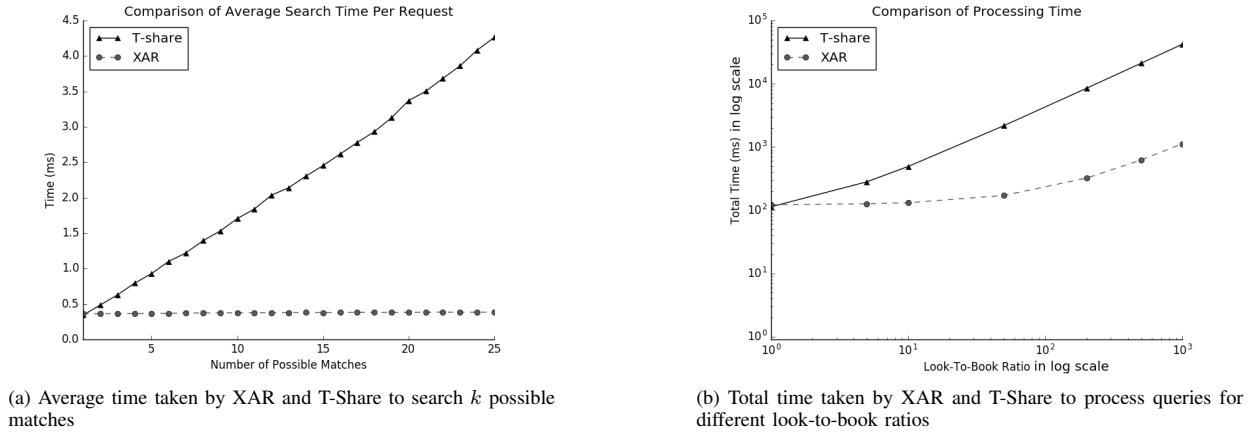 Comparison of Average Search Time Per Request
4.5
4.0
3.5
3.0
2.5
2.0
1.5
1.0
0.5
0.0
Time (ms)
T-share
XAR
5
10
15
20
25
Number of Possible Matches
(a) Average time taken by XAR and T-Share to search k possible
matches
Comparison of Processing Time
10^5
10^4
10^3
10^2
10^1
10^0
Total Time (ms) in log scale
T-share
XAR
10^0
10^1
10^2
10^3
Look-To-Book Ratio in log scale
(b) Total time taken by XAR and T-Share to process queries for
different look-to-book ratios